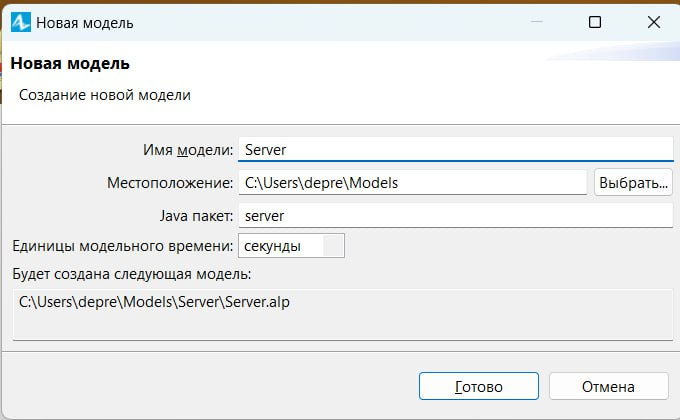 Новая модель
Новая модель
Создание новой модели
Имя модели: Server
Местоположение: C:\Users\depre\Models Выбрать...
Java пакет: server
Единицы модельного времени: секунды
Будет создана следующая модель:
C:\Users\depre\Models\Server\Server.alp
Готово Отмена